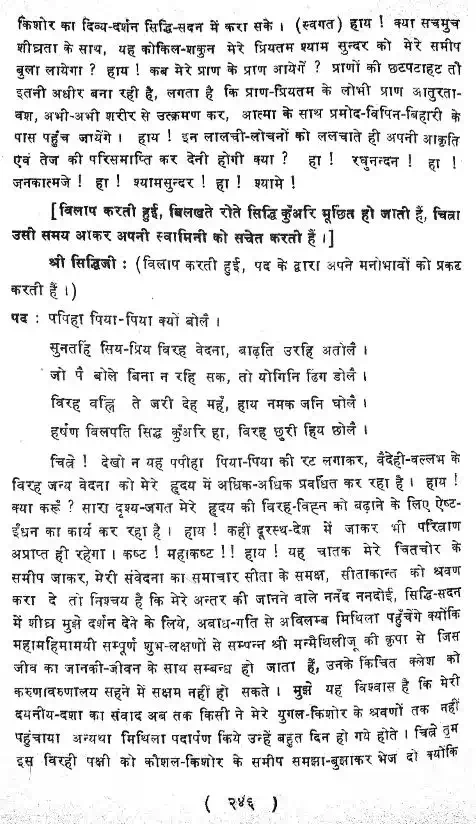 किशोर का दिव्य-दर्शन सिद्धि-सदन में करा सके । (स्वगत) हाय ! क्या सचमुच
शीघ्रता के साथ, यह कोकिल-शकुन मेरे प्रियतम श्याम सुन्दर को मेरे समीप
बुला लायेगा ? हाय ! कब मेरे प्राण के प्राण आयेगें ? प्राणों की छटपटाहट तो
इतनी अधीर बना रही है, लगता है कि प्राण-प्रियतम के लोभी प्राण आतुरता-
वश, अभी-अभी शरीर से उत्क्रमण कर, आत्मा के साथ प्रमोद-विपिन-बिहारी के
पास पहुँच जायेंगे । हाय ! इन लालची-लोचनों को ललचाते ही अपनी आकृति
एवं तेज की परिसमाप्ति कर देनी होगी क्या ? हा ! रघुनन्दन ! हा !
जनकात्मजे ! हा ! श्यामसुन्दर ! हा ! श्यामे !
[विलाप करती हुई, बिलखते रोते सिद्धि कुँअरि मूर्छित हो जाती हैं, चित्रा
उसी समय आकर अपनी स्वामिनी को सचेत करती हैं ।]
श्री सिद्धिजी : (विलाप करती हुई, पद के द्वारा अपने मनोभावों को प्रकट
करती हैं ।)
पद : पपिहा पिया-पिया क्यों बोलै ।
सुनतहिं सिय-प्रिय विरह वेदना, बाढ़ति उरहि अतोलै ।
जो पै बोले बिना न रहि सक, तो योगिनि ढिग डोलै ।
विरह वह्नि ते जरी देह महँ, हाय नमक जनि घोलै ।
हर्षण विलपति सिद्धि कुँअरि हा, विरह छुरी हिय छोलै ।
चित्रे ! देखो न यह पपीहा पिया-पिया की रट लगाकर, वैदेही-वल्लभ के
विरह जन्य वेदना को मेरे हृदय में अधिक-अधिक प्रवर्धित कर रहा है । हाय !
क्या करूँ ? सारा दृश्य-जगत मेरे हृदय की विरह-विह्न को बढ़ाने के लिए ऐष्ट-
ईंधन का कार्य कर रहा है । हाय ! कहीं दूरस्थ-देश में जाकर भी परित्राण
अप्राप्त ही रहेगा । कष्ट ! महाकष्ट !! हाय ! यह चातक मेरे चितचोर के
समीप जाकर, मेरी संवेदना का समाचार सीता के समक्ष, सीताकान्त को श्रवण
करा दे तो निश्चय है कि मेरे अन्तर की जानने वाले ननँद ननदोई, सिद्धि-सदन
में शीघ्र मुझे दर्शन देने के लिये, अबाध-गति से अविलम्ब मिथिला पहुँचेंगे क्योंकि
महामहिमामयी सम्पूर्ण शुभ-लक्षणों से सम्पन्न श्री मन्मैथिलीजू की कृपा से जिस
जीव का जानकी-जीवन के साथ सम्बन्ध हो जाता हैं, उनके किंचित क्लेश को
करुणावरुणालय सहने में सक्षम नहीं हो सकते । मुझे यह विश्वास है कि मेरी
दयनीय-दशा का संवाद अब तक किसी ने मेरे युगल-किशोर के श्रवणों तक नहीं
पहुंचाया अन्यथा मिथिला पदार्पण किये उन्हें बहुत दिन हो गये होते । चित्रे तुम
इस विरही पक्षी को कौशल-किशोर के समीप समझा-बुझाकर भेज दो क्योंकि
( २४६ )